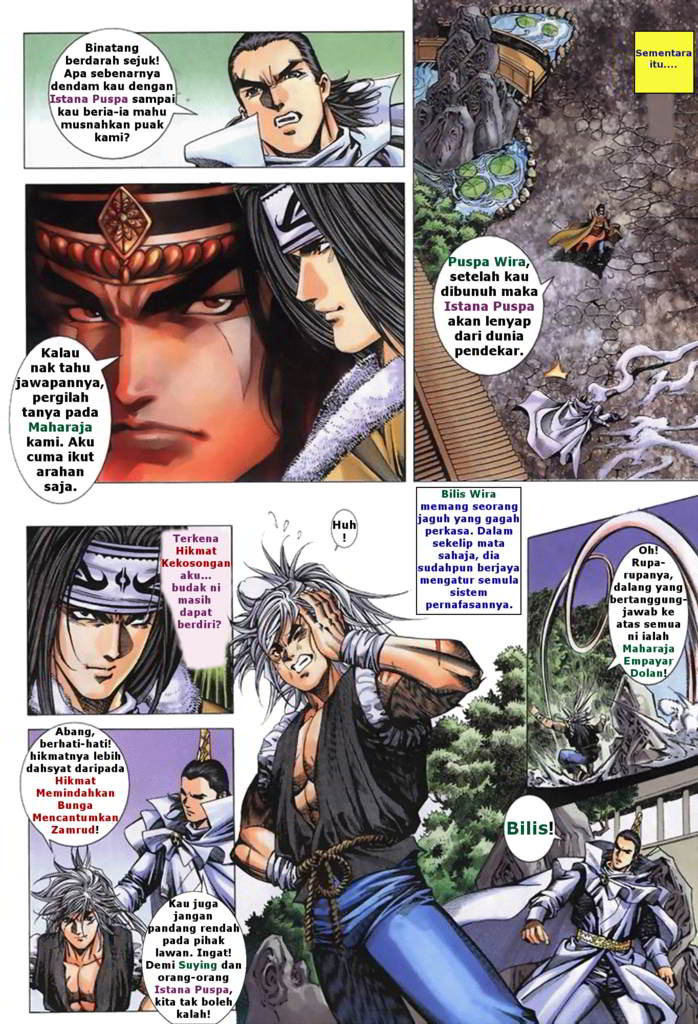 Sementara
itu....
Puspa Wira,
setelah kau
dibunuh maka
Istana Puspa
akan lenyap
dari dunia
pendekar.
Binatang
berdarah sejuk!
Apa sebenarnya
dendam kau dengan
Istana Puspa sampai
kau beria-ia mahu
musnahkan puak
kami?
Kalau
nak tahu
jawapannya,
pergilah
tanya pada
Maharaja
kami. Aku
cuma ikut
arahan
saja.
Oh!
Rupa-
rupanya,
dalang yang
bertanggung-
jawab ke
atas semua
ni ialah
Maharaja
Empayar
Dolan!
Bilis Wira
memang seorang
jaguh yang gagah
perkasa. Dalam
sekelip mata
sahaja, dia
sudahpun berjaya
mengatur semula
sistem
pernafasannya.
Huh
!
Terkena
Hikmat
Kekosongan
aku...
budak ni
masih
dapat
berdiri?
Bilis!
Abang,
berhati-hati!
hikmatnya lebih
dahsyat daripada
Hikmat
Memindahkan
Bunga
Mencantumkan
Zamrud!
Kau juga
jangan
pandang rendah
pada pihak
lawan. Ingat!
Demi Suying dan
orang-orang
Istana Puspa,
kita tak boleh
kalah!